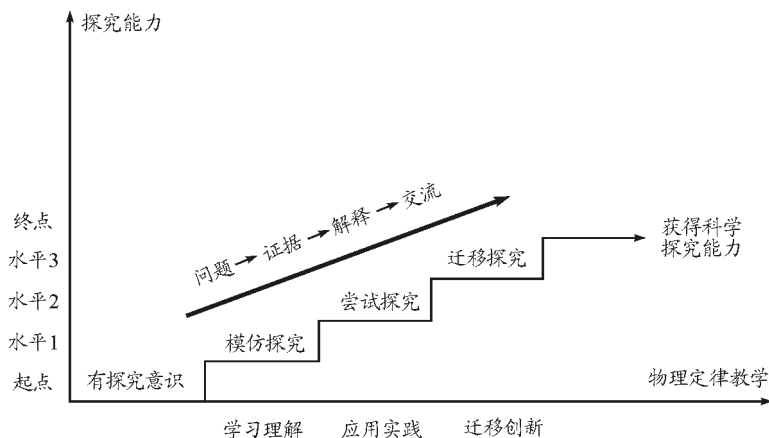 探究能力
问题→证据→解释→交流
终点
获得科学
探究能力
水平3
迁移探究
水平2
尝试探究
水平1
模仿探究
起点
有探究意识
物理定律教学
学习理解
应用实践
迁移创新